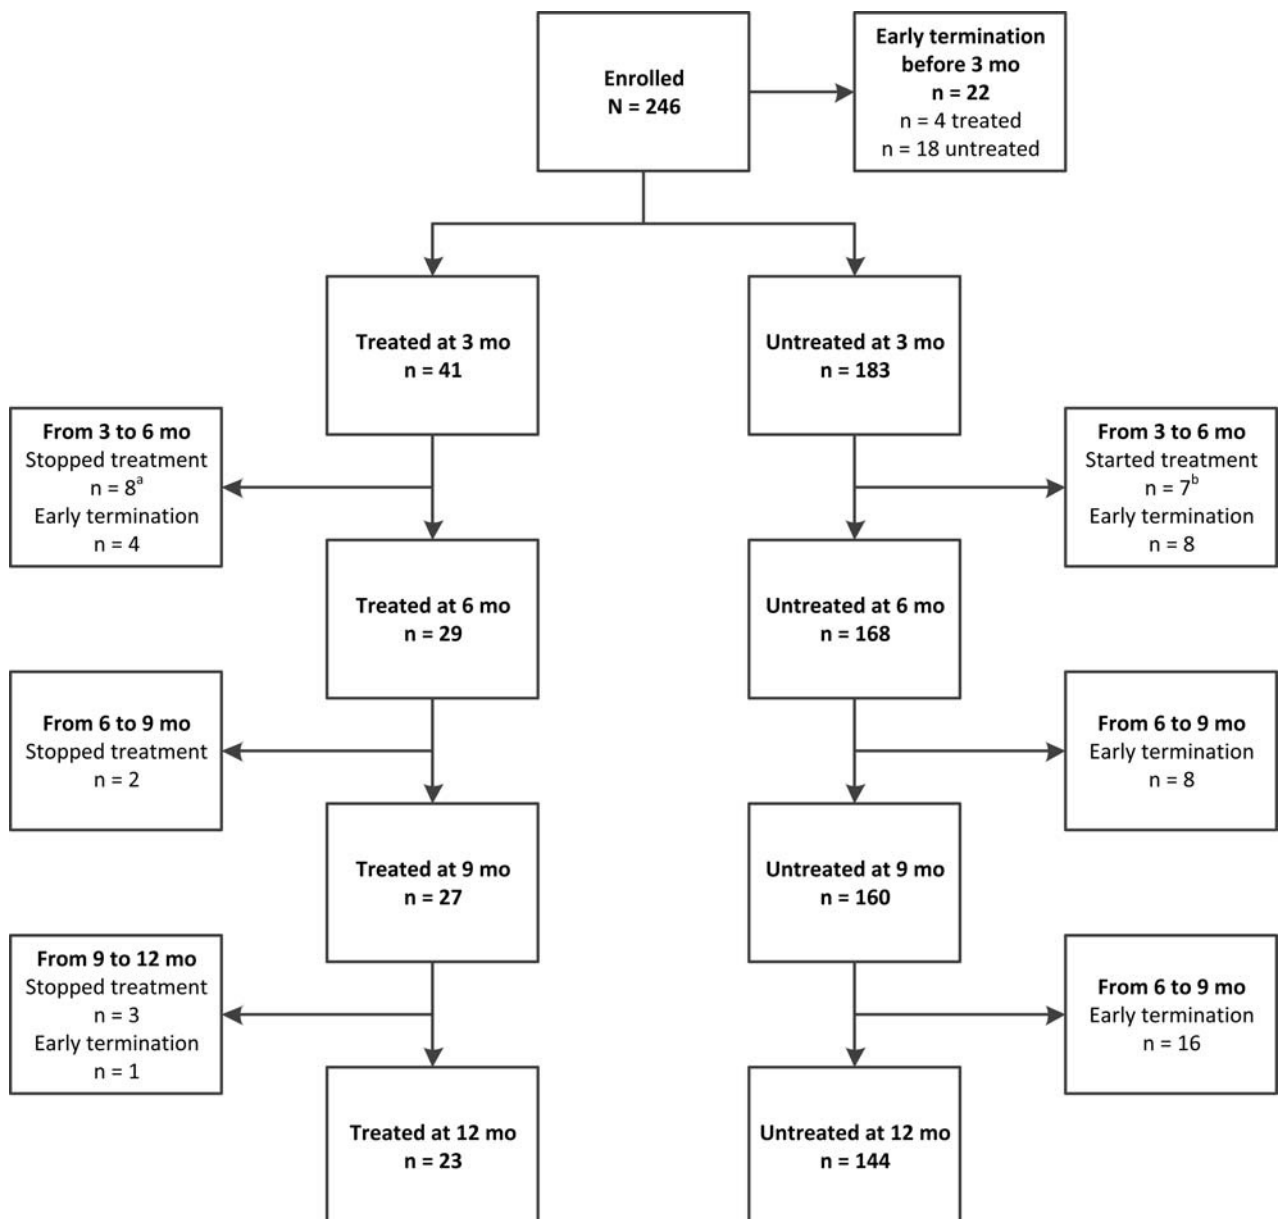 Enrolled
N = 246
Early termination
before 3 mo
n = 22
n = 4 treated
n = 18 untreated
Treated at 3 mo
n = 41
Untreated at 3 mo
n = 183
From 3 to 6 mo
Stopped treatment
n = 8ᵃ
Early termination
n = 4
From 3 to 6 mo
Started treatment
n = 7ᵇ
Early termination
n = 8
Treated at 6 mo
n = 29
Untreated at 6 mo
n = 168
From 6 to 9 mo
Stopped treatment
n = 2
From 6 to 9 mo
Early termination
n = 8
Treated at 9 mo
n = 27
Untreated at 9 mo
n = 160
From 9 to 12 mo
Stopped treatment
n = 3
Early termination
n = 1
From 6 to 9 mo
Early termination
n = 16
Treated at 12 mo
n = 23
Untreated at 12 mo
n = 144